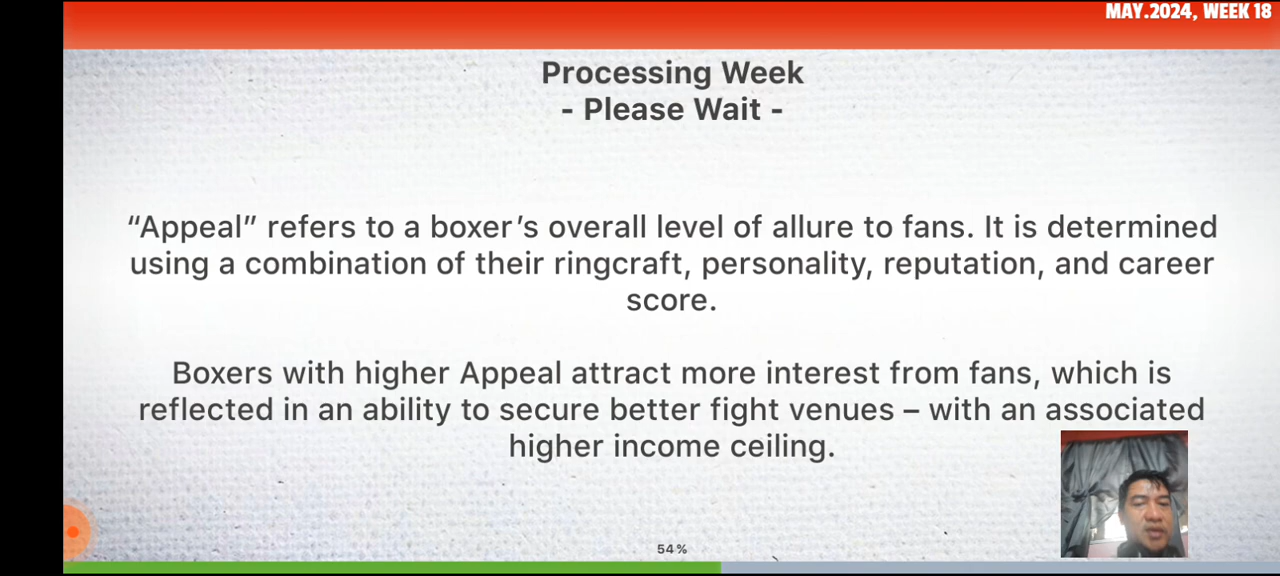 MAY.2024, WEEK 18
Processing Week
- Please Wait -
“Appeal” refers to a boxer’s overall level of allure to fans. It is determined
using a combination of their ringcraft, personality, reputation, and career
score.
Boxers with higher Appeal attract more interest from fans, which is
reflected in an ability to secure better fight venues – with an associated
higher income ceiling.
54%